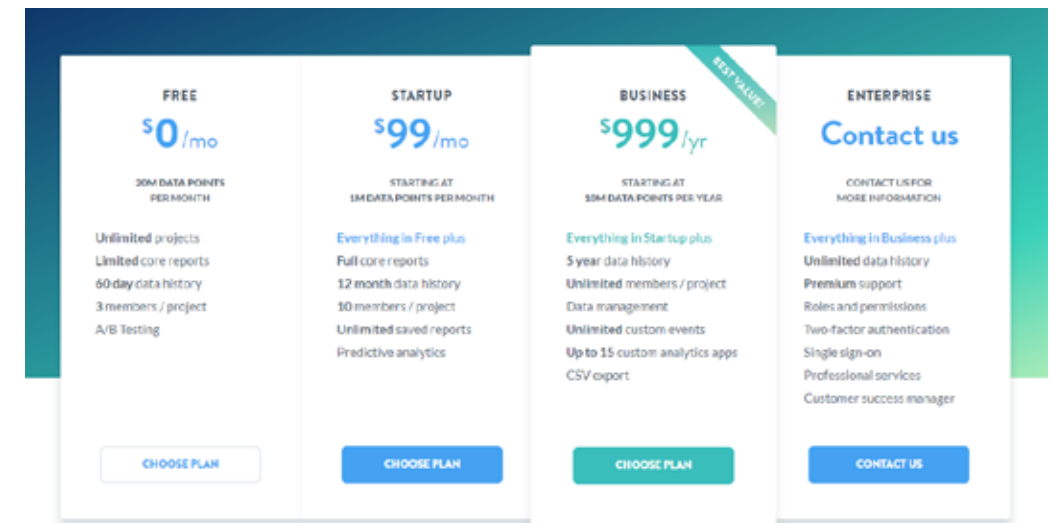 FREE
$0/mo
20M DATA POINTS
PER MONTH
Unlimited projects
Limited core reports
60 day data history
3 members / project
A/B Testing
CHOOSE PLAN
STARTUP
$99/mo
STARTING AT
1M DATA POINTS PER MONTH
Everything in Free plus
Full core reports
12 month data history
10 members / project
Unlimited saved reports
Predictive analytics
CHOOSE PLAN
BEST VALUE!
BUSINESS
$999/yr
STARTING AT
DATA POINTS PER YEAR
Everything in Startup plus
5 year data history
Unlimited members / project
Data management
Unlimited custom events
Up to 15 custom analytics apps
CSV export
CHOOSE PLAN
ENTERPRISE
Contact us
CONTACT US FOR
MORE INFORMATION
Everything in Business plus
Unlimited data history
Premium support
Roles and permissions
Two-factor authentication
Single sign-on
Professional services
Customer success manager
CONTACT US